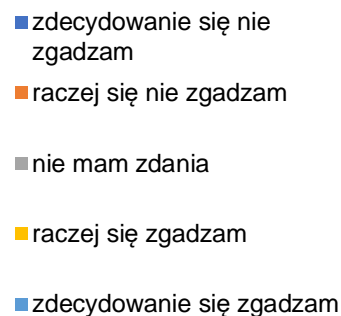 zdecydowanie się nie
zgadzam
raczej się nie zgadzam
nie mam zdania
raczej się zgadzam
zdecydowanie się zgadzam